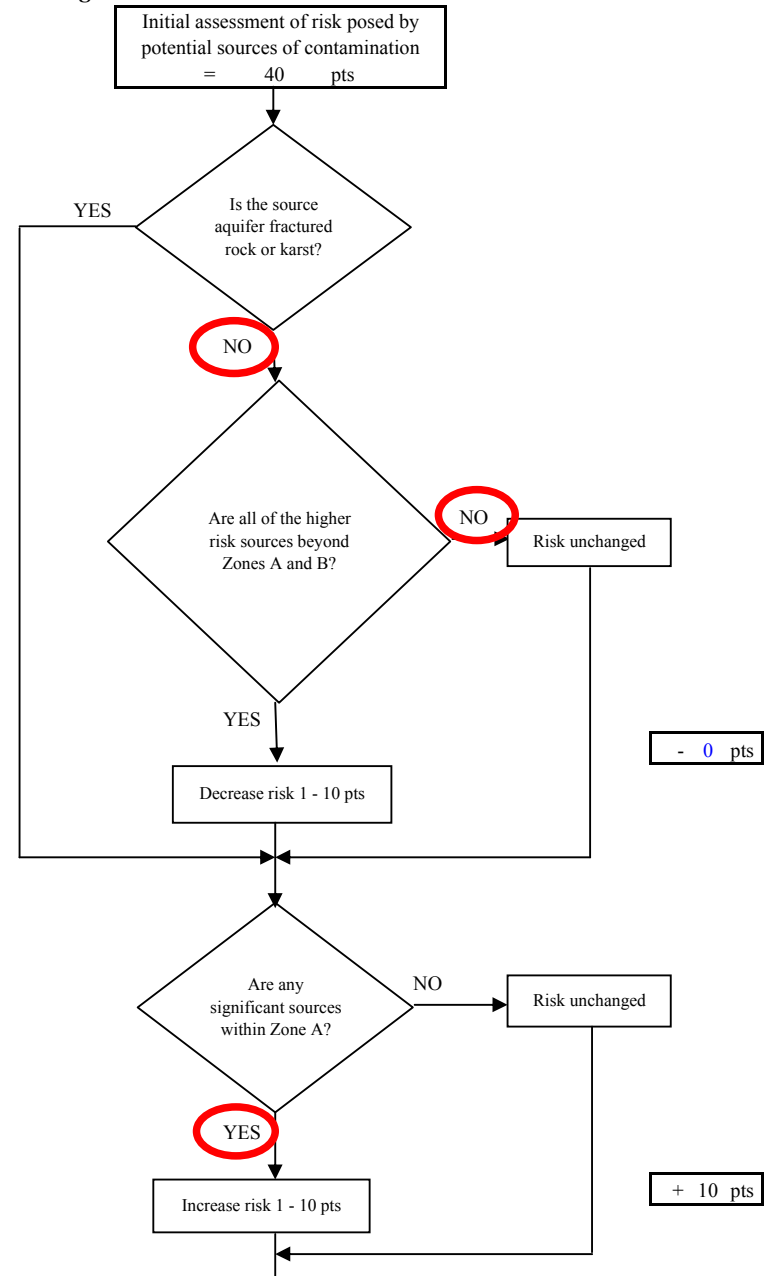 Initial assessment of risk posed by
potential sources of contamination
= 40 pts
YES
Is the source
aquifer fractured
rock or karst?
NO
Are all of the higher
risk sources beyond
Zones A and B?
NO
Risk unchanged
YES
- 0 pts
Decrease risk 1 - 10 pts
Are any
significant sources
within Zone A?
NO
Risk unchanged
YES
Increase risk 1 - 10 pts
+ 10 pts